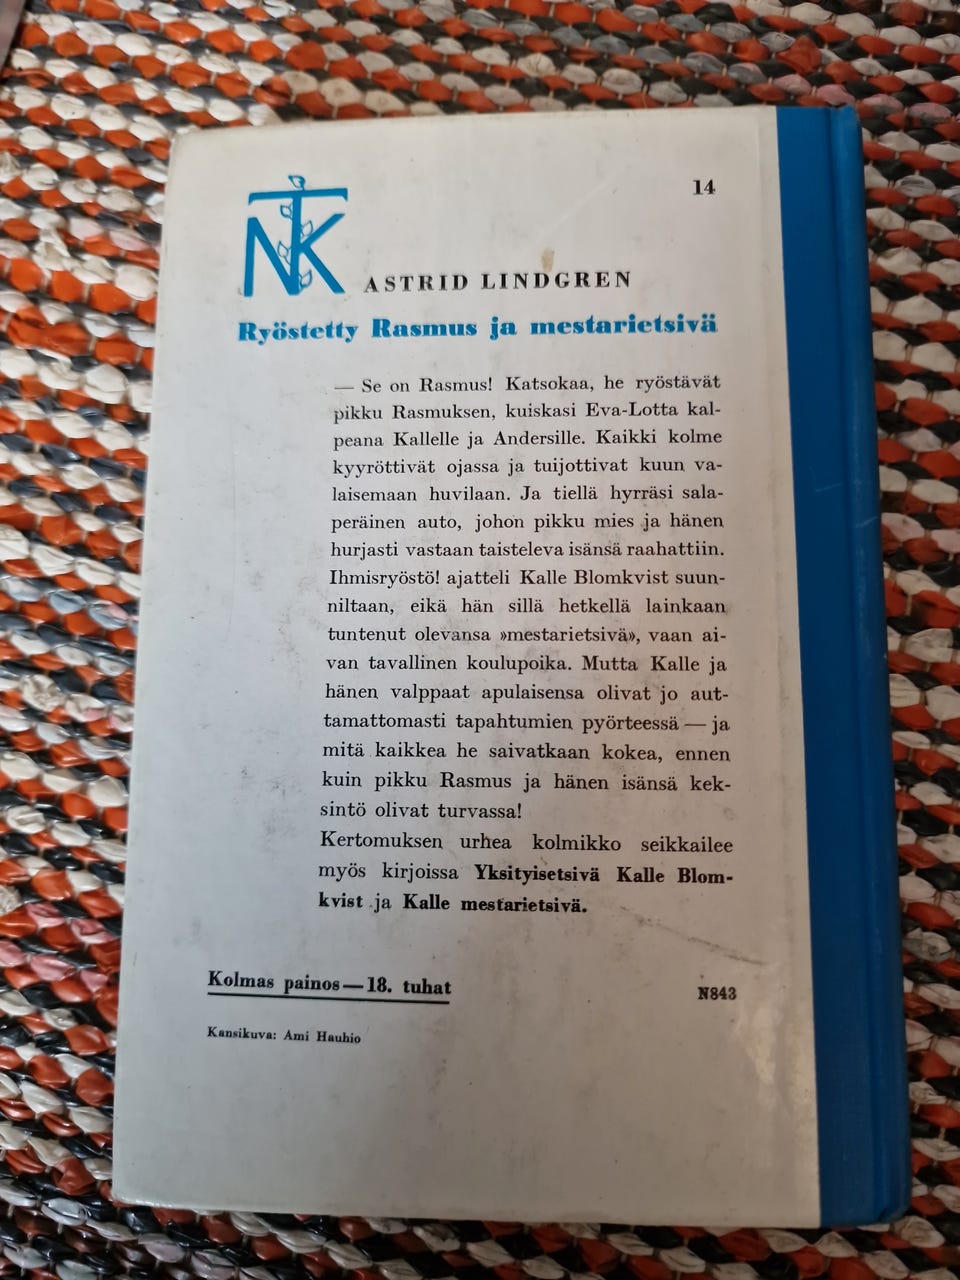 NTK
14
ASTRID LINDGREN
Ryöstetty Rasmus ja mestarietsivä
— Se on Rasmus! Katsokaa, he ryöstävät
pikku Rasmuksen, kuiskasi Eva-Lotta kal-
peana Kallelle ja Andersille. Kaikki kolme
kyyröttivät ojassa ja tuijottivat kuun va-
laisemaan huvilaan. Ja tiellä hyrräsi sala-
peräinen auto, johon pikku mies ja hänen
hurjasti vastaan taisteleva isänsä raahattiin.
Ihmisryöstö! ajatteli Kalle Blomkvist suun-
niltaan, eikä hän sillä hetkellä lainkaan
tuntenut olevansa »mestarietsivä», vaan ai-
van tavallinen koulupoika. Mutta Kalle ja
hänen valppaat apulaisensa olivat jo aut-
tamattomasti tapahtumien pyörteessä — ja
mitä kaikkea he saivatkaan kokea, ennen
kuin pikku Rasmus ja hänen isänsä kek-
sintö olivat turvassa!
Kertomuksen urhea kolmikko seikkailee
myös kirjoissa Yksityisetsivä Kalle Blom-
kvist ja Kalle mestarietsivä.
Kolmas painos — 18. tuhat
N843
Kansikuva: Ami Hauhio